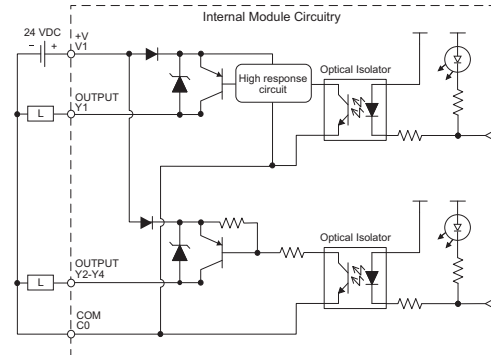 Internal Module Circuitry
24 VDC
− +
+V
V1
High response
circuit
Optical Isolator
OUTPUT
Y1
L
Optical Isolator
OUTPUT
Y2-Y4
L
COM
C0